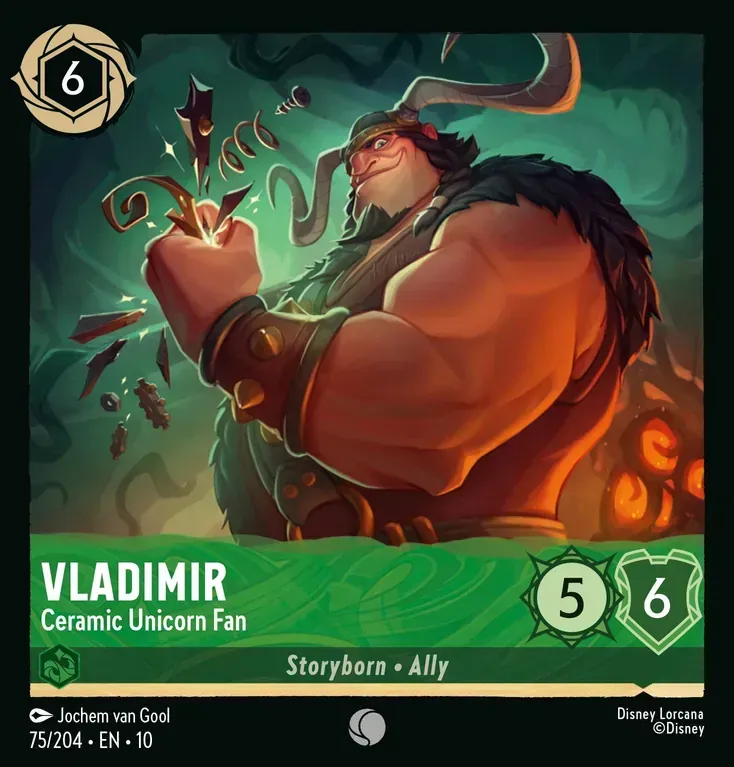 6
VLADIMIR
Ceramic Unicorn Fan
5
6
Storyborn • Ally
Jochem van Gool
Disney Lorcana
75/204 • EN • 10
©Disney